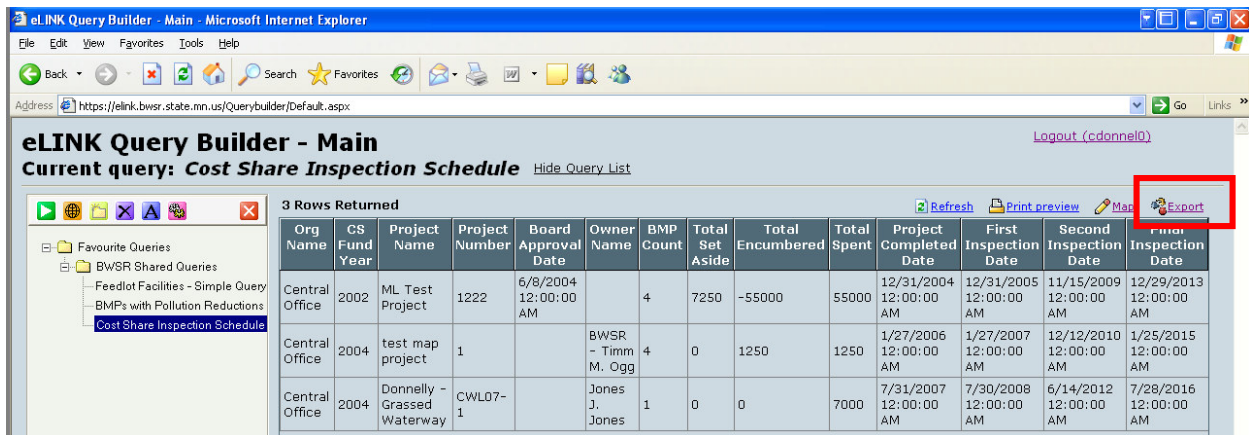 eLINK Query Builder - Main - Microsoft Internet Explorer
File Edit View Favorites Tools Help
Back Search Favorites
Address https://elink.bwsr.state.mn.us/Querybuilder/Default.aspx Go Links »
eLINK Query Builder - Main Logout (cdonnel0)
Current query: Cost Share Inspection Schedule Hide Query List
3 Rows Returned Refresh Print preview Map Export
Favourite Queries
BWSR Shared Queries
Feedlot Facilities - Simple Query
BMPs with Pollution Reductions
Cost Share Inspection Schedule
Org CS Project Project Board Owner BMP Total Total Total Project First Second Final
Name Fund Name Number Approval Name Count Set Encumbered Spent Completed Inspection Inspection Inspection
Year Date Aside Date Date Date Date
6/8/2004 12/31/2004 12/31/2005 11/15/2009 12/29/2013
Central Office 2002 ML Test Project 1222 12:00:00 4 7250 -55000 55000 12:00:00 12:00:00 12:00:00 12:00:00
AM AM AM AM AM
BWSR 1/27/2006 1/27/2007 12/12/2010 1/25/2015
Central Office 2004 test map project 1 - Timm 4 0 1250 1250 12:00:00 12:00:00 12:00:00 12:00:00
M. Ogg AM AM AM AM
Donnelly - Jones 7/31/2007 7/30/2008 6/14/2012 7/28/2016
Central Office 2004 Grassed CWL07-1 J. 1 0 0 7000 12:00:00 12:00:00 12:00:00 12:00:00
Waterway Jones AM AM AM AM